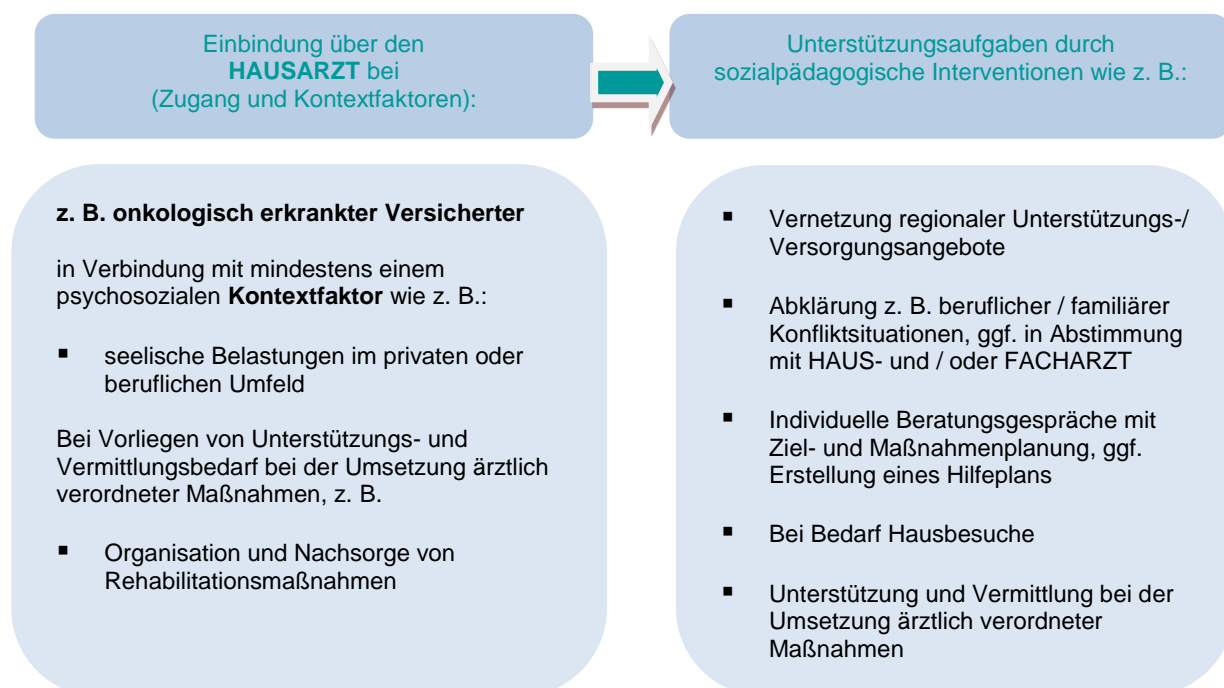 Einbindung über den
HAUSARZT bei
(Zugang und Kontextfaktoren):
Unterstützungsaufgaben durch
sozialpädagogische Interventionen wie z. B.:
z. B. onkologisch erkrankter Versicherter
in Verbindung mit mindestens einem
psychosozialen Kontextfaktor wie z. B.:
▪ seelische Belastungen im privaten oder
beruflichen Umfeld
Bei Vorliegen von Unterstützungs- und
Vermittlungsbedarf bei der Umsetzung ärztlich
verordneter Maßnahmen, z. B.
▪ Organisation und Nachsorge von
Rehabilitationsmaßnahmen
▪ Vernetzung regionaler Unterstützungs-/
Versorgungsangebote
▪ Abklärung z. B. beruflicher / familiärer
Konfliktsituationen, ggf. in Abstimmung
mit HAUS- und / oder FACHARZT
▪ Individuelle Beratungsgespräche mit
Ziel- und Maßnahmenplanung, ggf.
Erstellung eines Hilfeplans
▪ Bei Bedarf Hausbesuche
▪ Unterstützung und Vermittlung bei der
Umsetzung ärztlich verordneter
Maßnahmen